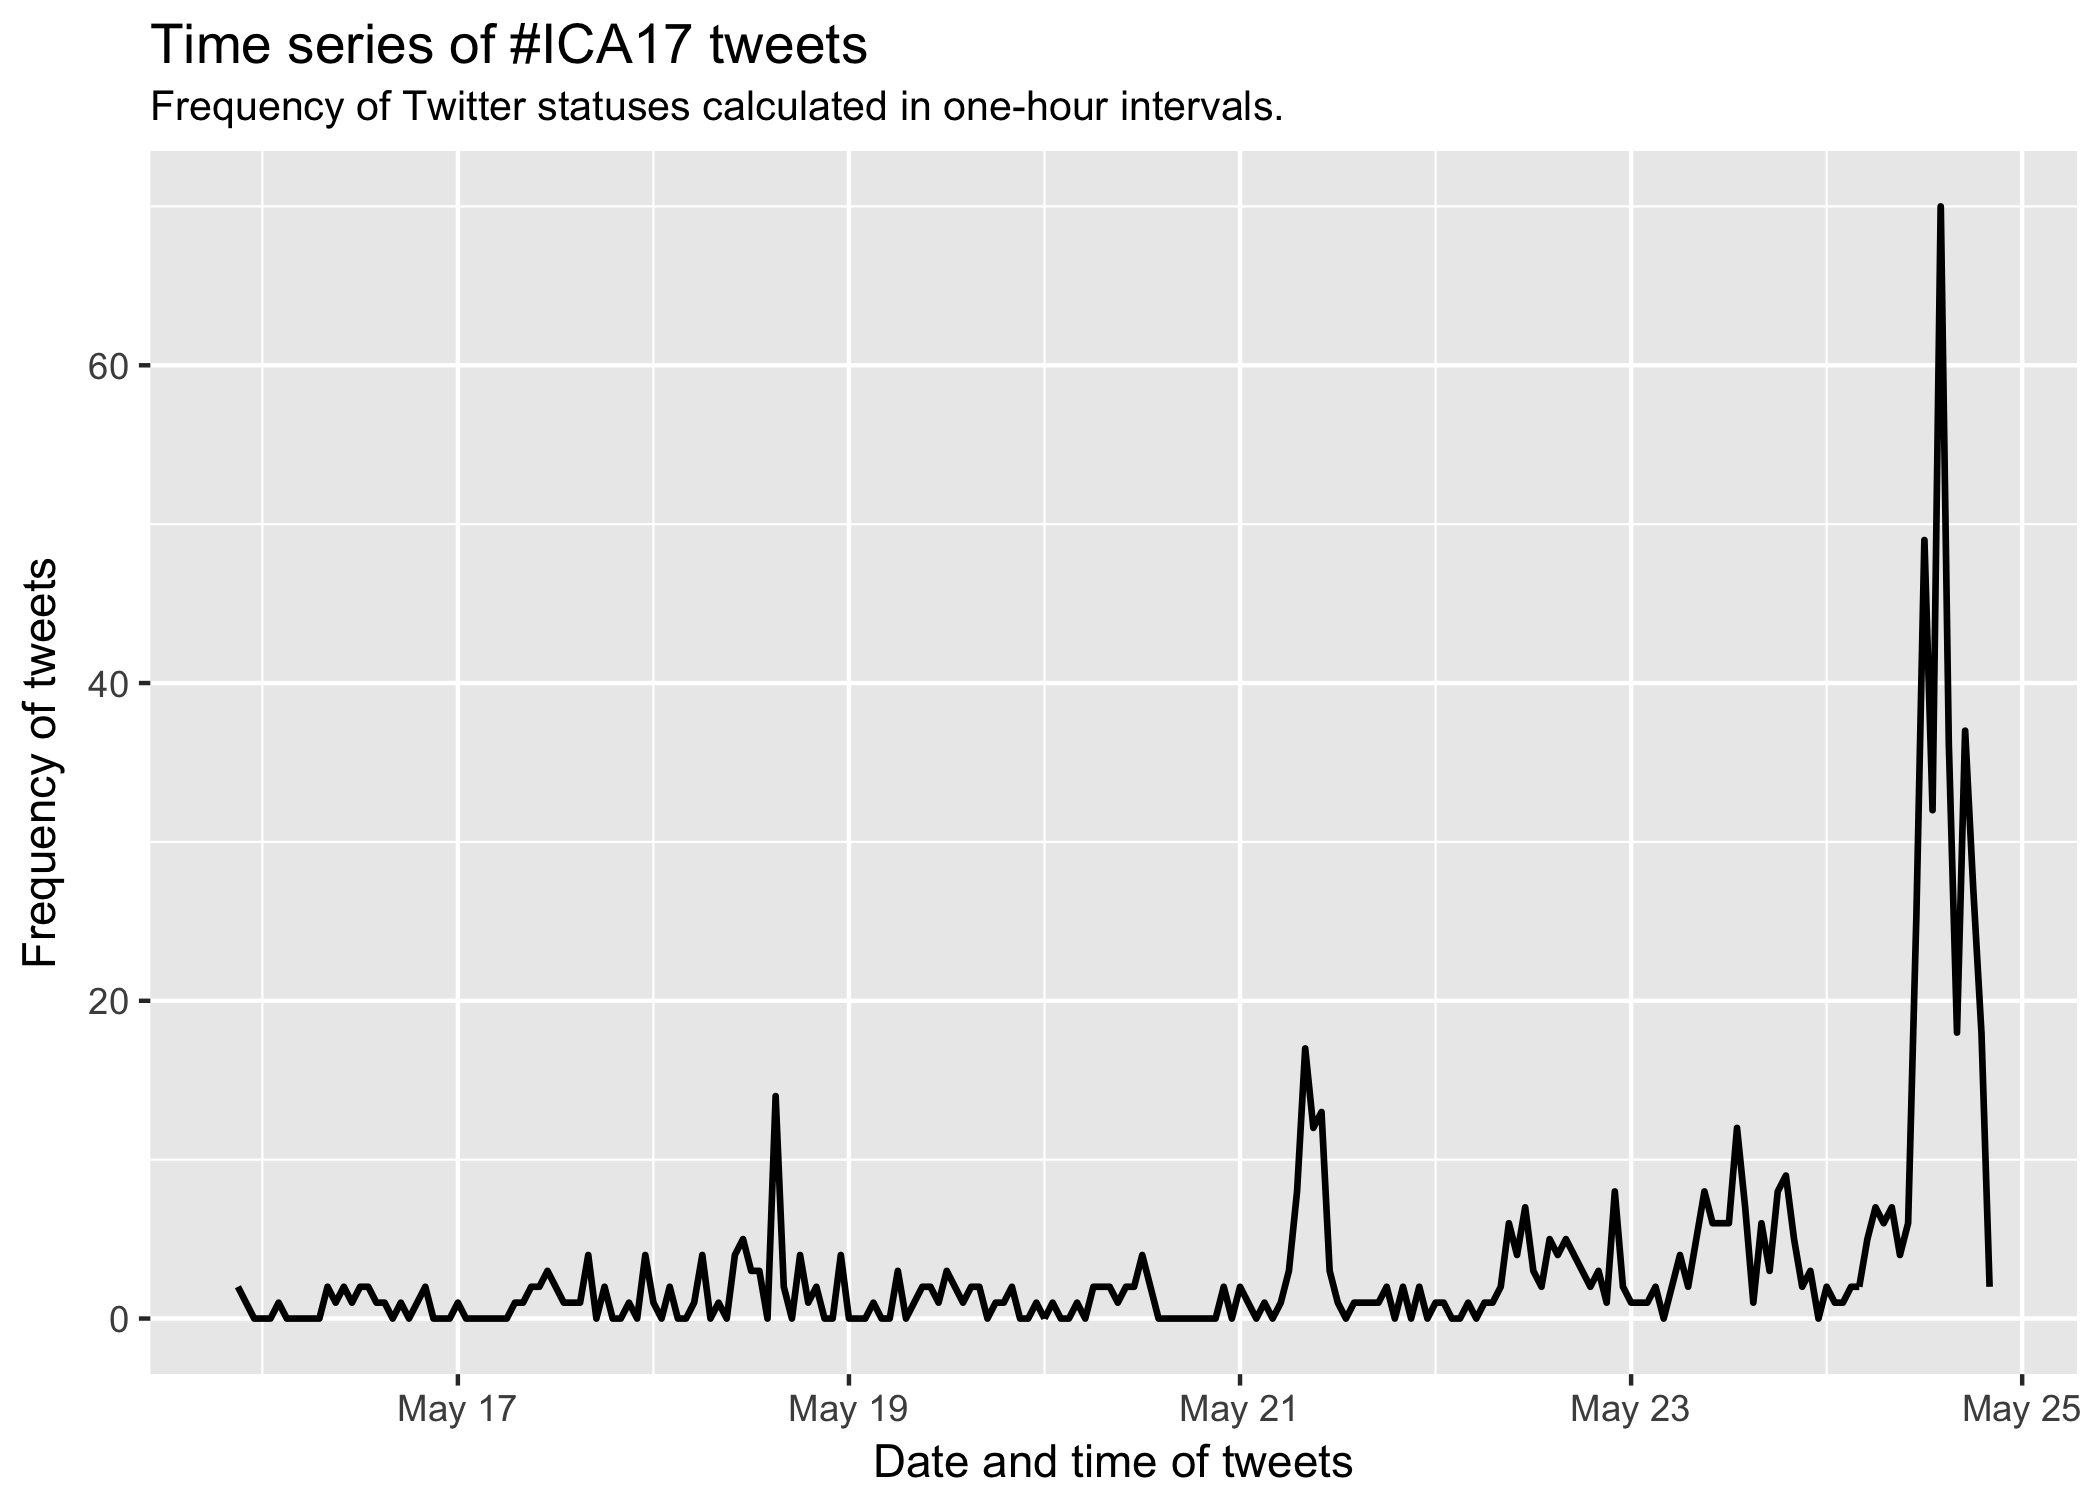 Time series of #ICA17 tweets
Frequency of Twitter statuses calculated in one-hour intervals.
Frequency of tweets
60
40
20
0
May 17
May 19
May 21
May 23
May 25
Date and time of tweets